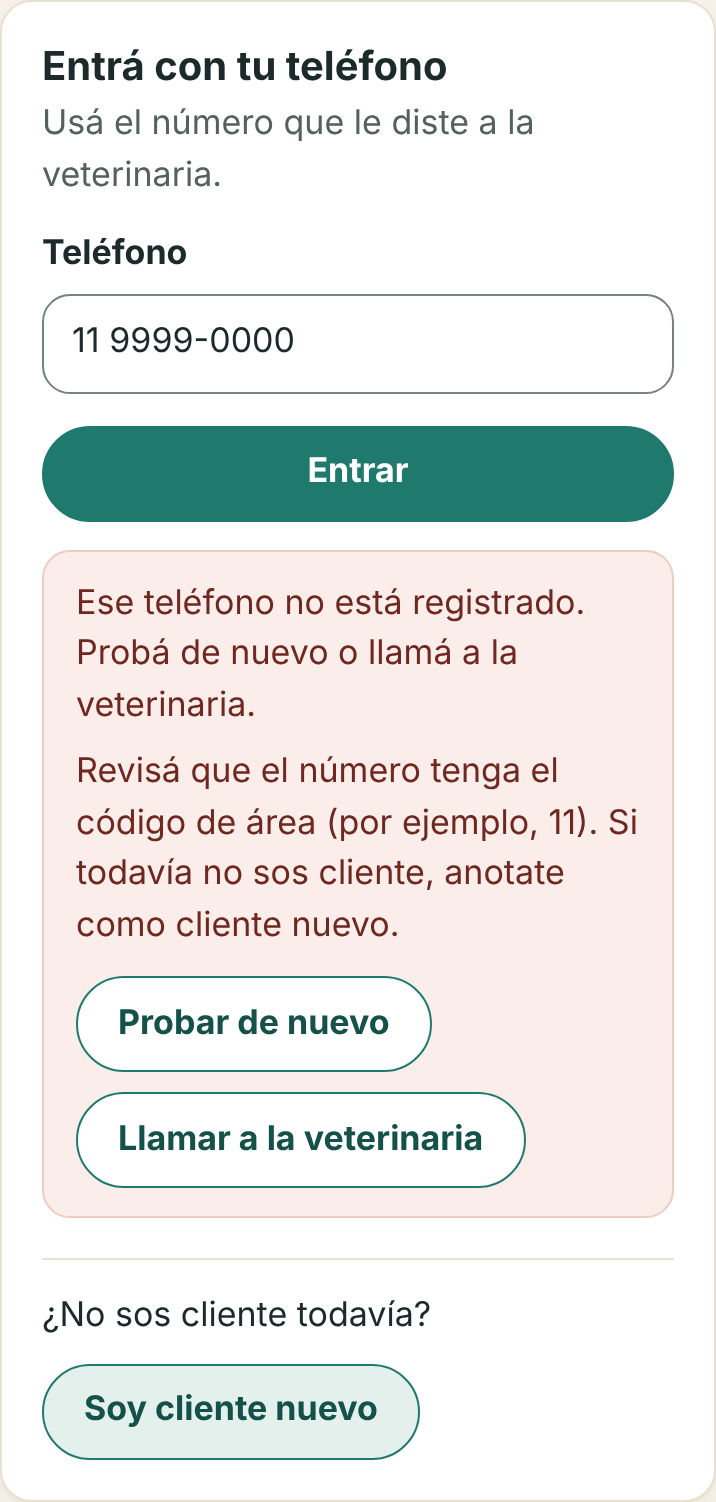 Entrá con tu teléfono
Usá el número que le diste a la
veterinaria.
Teléfono
11 9999-0000
Entrar
Ese teléfono no está registrado.
Probá de nuevo o llamá a la
veterinaria.
Revisá que el número tenga el
código de área (por ejemplo, 11). Si
todavía no sos cliente, anotate
como cliente nuevo.
Probar de nuevo
Llamar a la veterinaria
¿No sos cliente todavía?
Soy cliente nuevo